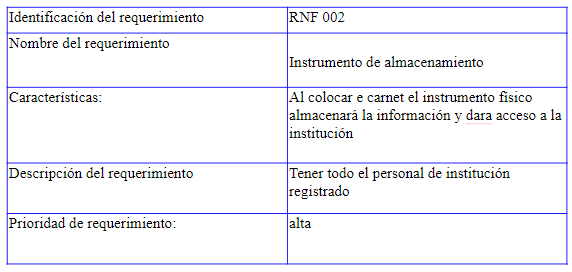 Identificación del requerimiento RNF 002
Nombre del requerimiento
Instrumento de almacenamiento
Características: Al colocar e carnet el instrumento físico
almacenará la información y dara acceso a la
institución
Descripción del requerimiento Tener todo el personal de institución
registrado
Prioridad de requerimiento: alta